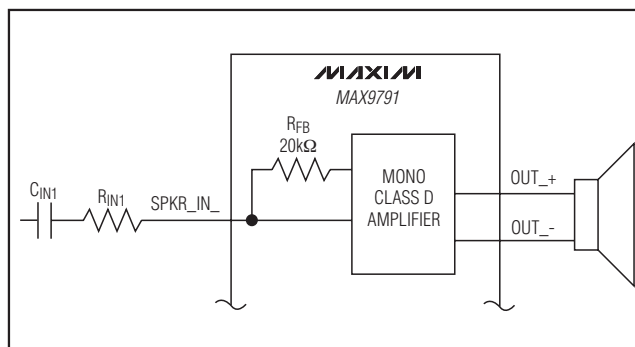 MAXIM
MAX9791
RFB
20kΩ
MONO
CLASS D
AMPLIFIER
CIN1
RIN1
SPKR_IN_
OUT_+
OUT_-